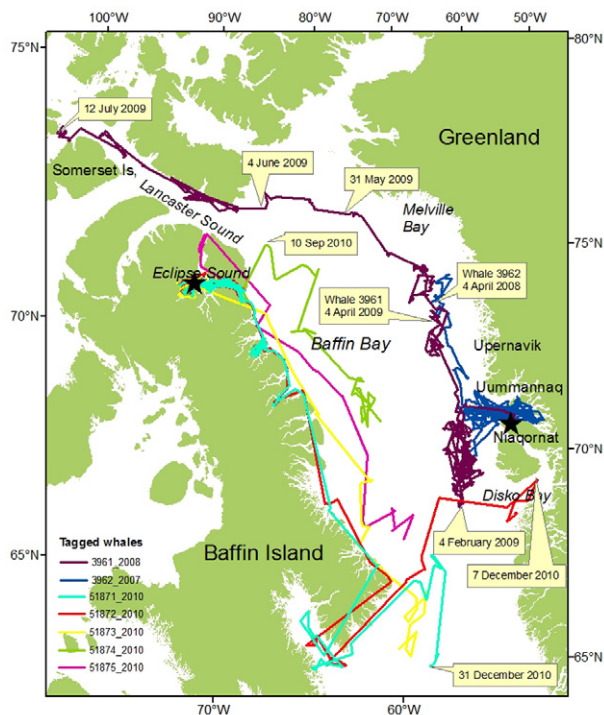 100°W
90°W
80°W
70°W
60°W
50°W
75°N
80°N
12 July 2009
Greenland
4 June 2009
Somerset Is,
31 May 2009
Lancaster Sound
Melville
Bay
10 Sep 2010
75°N
Eclipse Sound
Whale 3962
4 April 2008
Whale 3961
4 April 2009
70°N
Baffin Bay
Upernavik
Uummannaq
Niaqornat
70°N
Disko Bay
Tagged whales
3961_2008
3962_2007
51871_2010
51872_2010
51873_2010
51874_2010
51875_2010
Baffin Island
4 February 2009
65°N
7 December 2010
31 December 2010
65°N
70°W
60°W